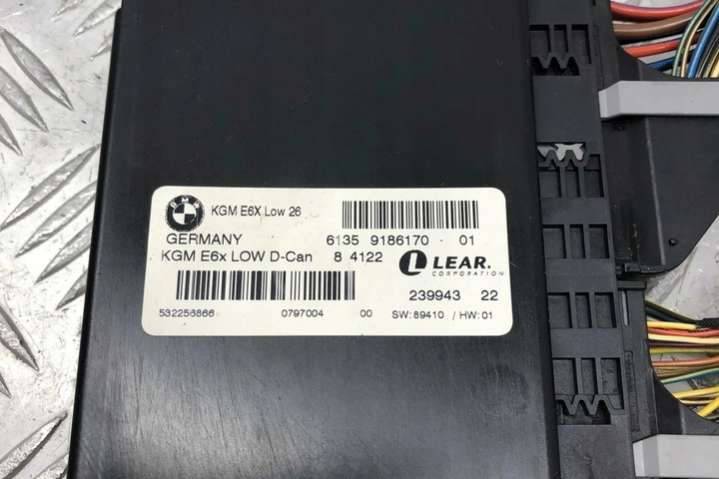 BMW
KGM E6X Low 26
GERMANY 6135 9186170 01
KGM E6x LOW D-Can 8 4122 LEAR.
CORPORATION
239943 22
532256866 0797004 00 SW:89410 / HW:01